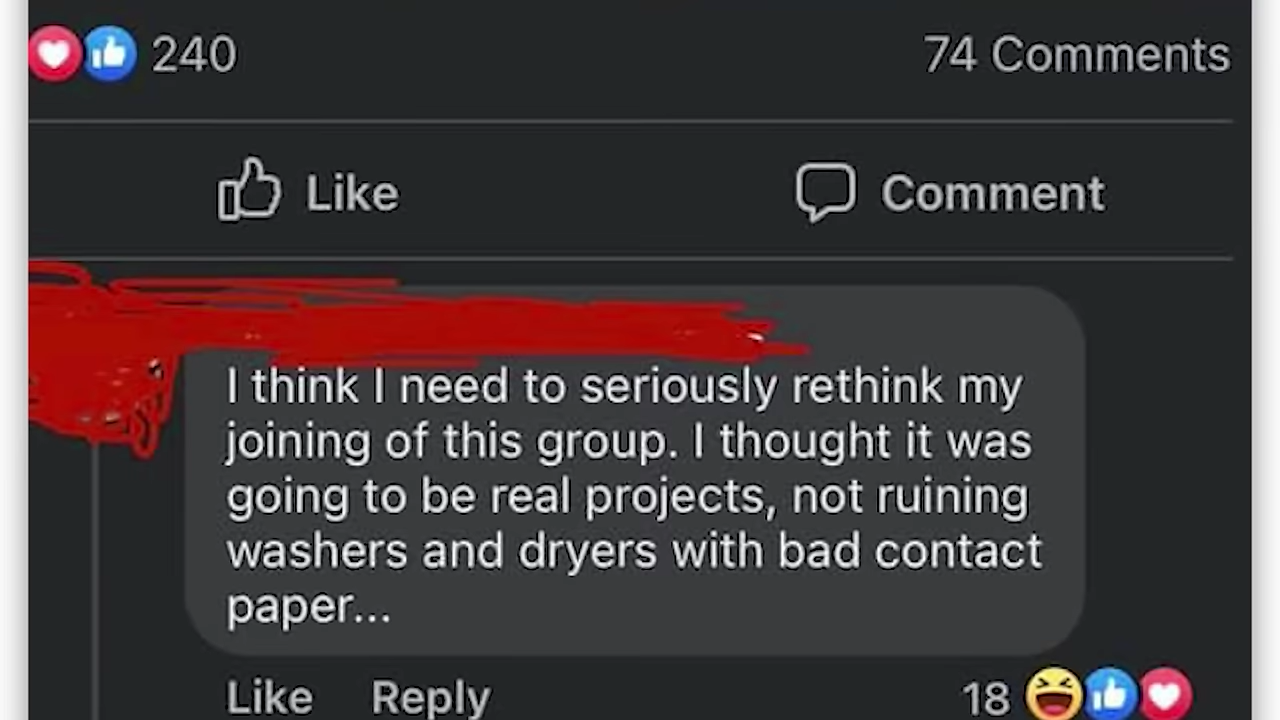 240
74 Comments
Like
Comment
I think I need to seriously rethink my
joining of this group. I thought it was
going to be real projects, not ruining
washers and dryers with bad contact
paper...
Like Reply
18